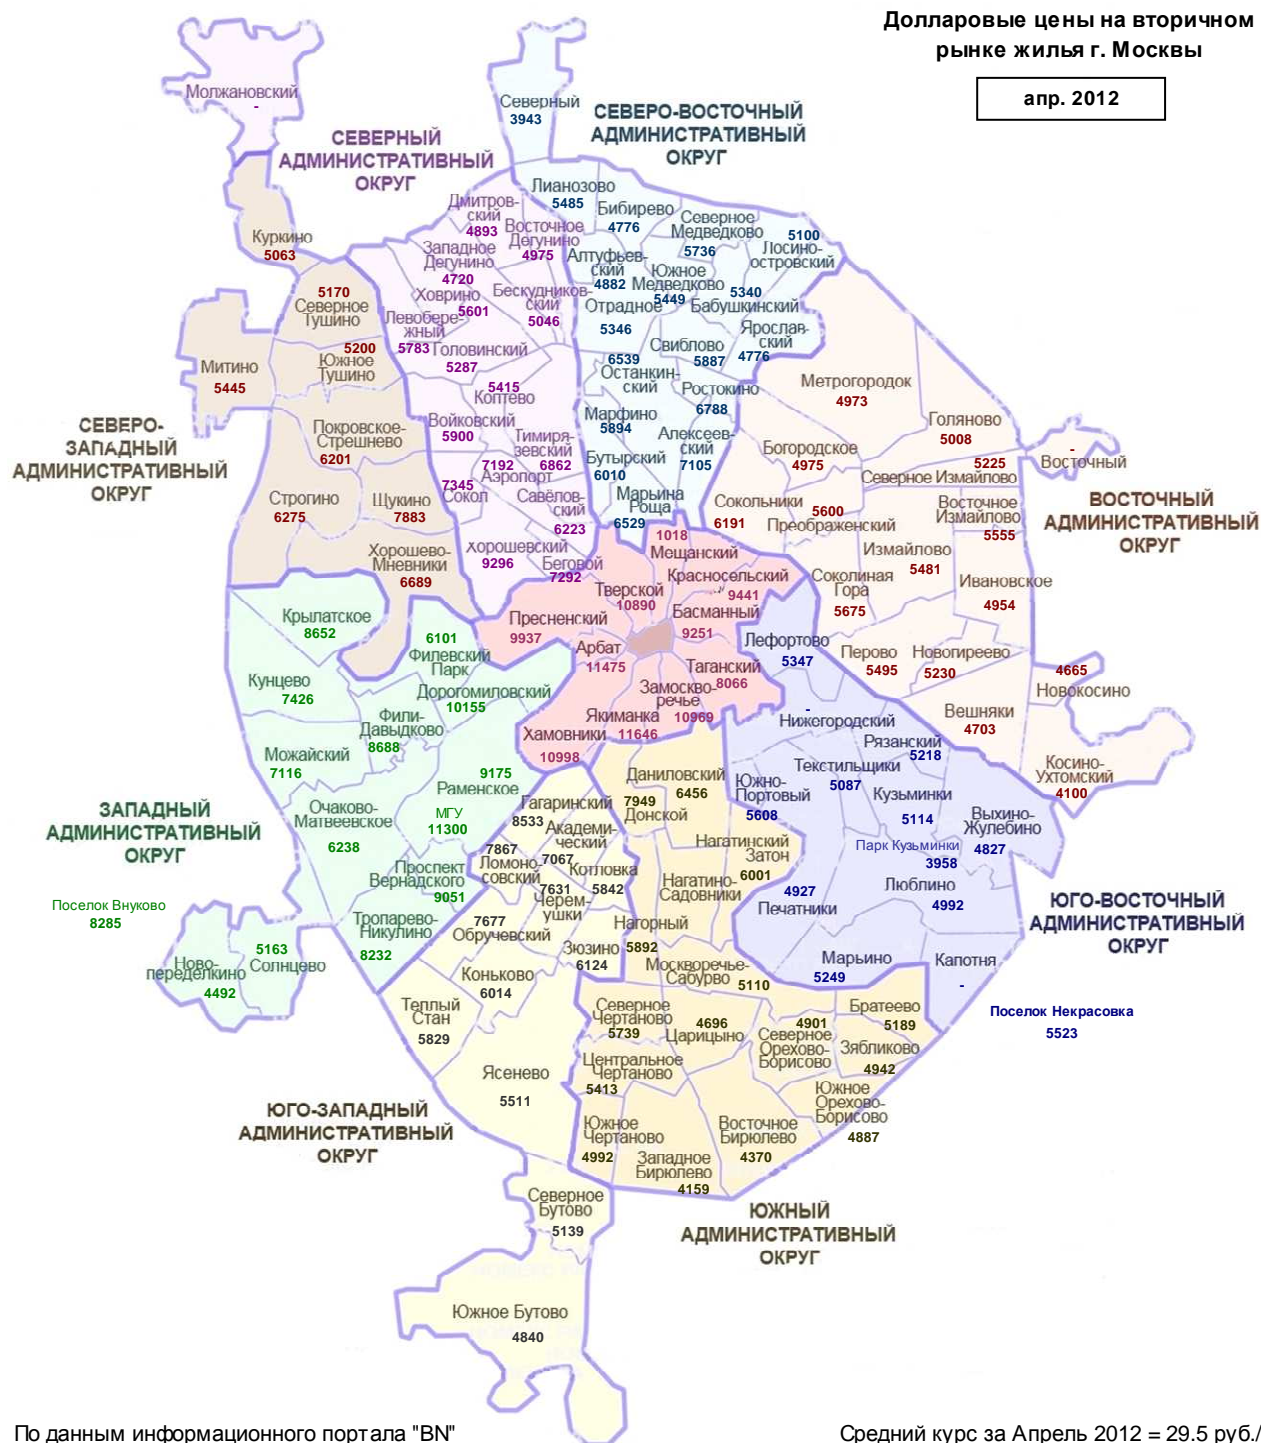 Долларовые цены на вторичном
рынке жилья г. Москвы
апр. 2012
Молжановский
-
Северный
3943
СЕВЕРО-ВОСТОЧНЫЙ
АДМИНИСТРАТИВНЫЙ
ОКРУГ
СЕВЕРНЫЙ
АДМИНИСТРАТИВНЫЙ
ОКРУГ
Лианозово
5485
Бибирево
4776
Северное
Медведково
5736
5100
Лосино-
островский
Дмитров-
ский
4893
Восточное
Дегунино
4975
Западное
Дегунино
4720
Алтуфьев-
ский
4882
Южное
Медведково
5449
5340
Бабушкинский
Куркино
5063
Ховрино
5601
Бескудников-
ский
5046
Отрадное
5346
Левобере-
жный
5783
Головинский
5287
Свиблово
5887
Ярослав-
ский
4776
5170
Северное
Тушино
5200
Южное
Тушино
Митино
5445
6539
Останкин-
ский
Ростокино
6788
5415
Коптево
Войковский
5900
Марфино
5894
Алексеев-
ский
7105
Тимиря-
зевский
6862
Бутырский
6010
7192
Аэропорт
7345
Сокол
Савёлов-
ский
6223
Марьина
Роща
6529
Метрогородок
4973
Голяново
5008
-
Восточный
Богородское
4975
5225
Северное Измайлово
СЕВЕРО-
ЗАПАДНЫЙ
АДМИНИСТРАТИВНЫЙ
ОКРУГ
Покровское-
Стрешнево
6201
Строгино
6275
Щукино
7883
Хорошево-
Мневники
6689
Хорошевский
9296
Беговой
7292
Сокольники
6191
5600
Преображенский
Восточное
Измайлово
5555
ВОСТОЧНЫЙ
АДМИНИСТРАТИВНЫЙ
ОКРУГ
Измайлово
5481
Соколиная
Гора
5675
Ивановское
4954
Перово
5495
Новогиреево
5230
4665
Новокосино
Вешняки
4703
Косино-
Ухтомский
4100
1018
Мещанский
Красносельский
9441
Тверской
10890
Басманный
9251
Пресненский
9937
Арбат
11475
Таганский
8066
Замоскво-
речье
10969
Якиманка
11646
Хамовники
10998
Крылатское
8652
6101
Филевский
Парк
Кунцево
7426
Дорогомиловский
10155
Фили-
Давыдково
8688
Можайский
7116
9175
Раменское
МГУ
11300
Очаково-
Матвеевское
6238
Проспект
Вернадского
9051
Тропарево-
Никулино
8232
ЗАПАДНЫЙ
АДМИНИСТРАТИВНЫЙ
ОКРУГ
Поселок Внуково
8285
5163
Солнцево
Ново-
переделкино
4492
Лефортово
5347
-
Нижегородский
Рязанский
5218
Текстильщики
5087
Южно-
Портовый
5608
Кузьминки
5114
Выхино-
Жулебино
4827
Парк Кузьминки
3958
Люблино
4992
4927
Печатники
Марьино
5249
Капотня
-
ЮГО-ВОСТОЧНЫЙ
АДМИНИСТРАТИВНЫЙ
ОКРУГ
Поселок Некрасовка
5523
Гагаринский
8533
Академи-
ческий
7067
7867
Ломоно-
совский
Котловка
5842
7631
Черем-
ушки
7677
Обручевский
Зюзино
6124
Коньково
6014
Теплый
Стан
5829
Ясенево
5511
Северное
Бутово
5139
Южное Бутово
4840
ЮГО-ЗАПАДНЫЙ
АДМИНИСТРАТИВНЫЙ
ОКРУГ
Даниловский
6456
7949
Донской
Нагатинский
Затон
6001
Нагатино-
Садовники
Нагорный
5892
Москворечье-
Сабурво
5110
Северное
Чертаново
5739
4696
Царицыно
4901
Северное
Орехово-
Борисово
Братеево
5189
Зябликово
4942
Центральное
Чертаново
5413
Южное
Орехово-
Борисово
4887
Южное
Чертаново
4992
Восточное
Бирюлево
4370
Западное
Бирюлево
4159
ЮЖНЫЙ
АДМИНИСТРАТИВНЫЙ
ОКРУГ
По данным информационного портала "BN"
Средний курс за Апрель 2012 = 29.5 руб./